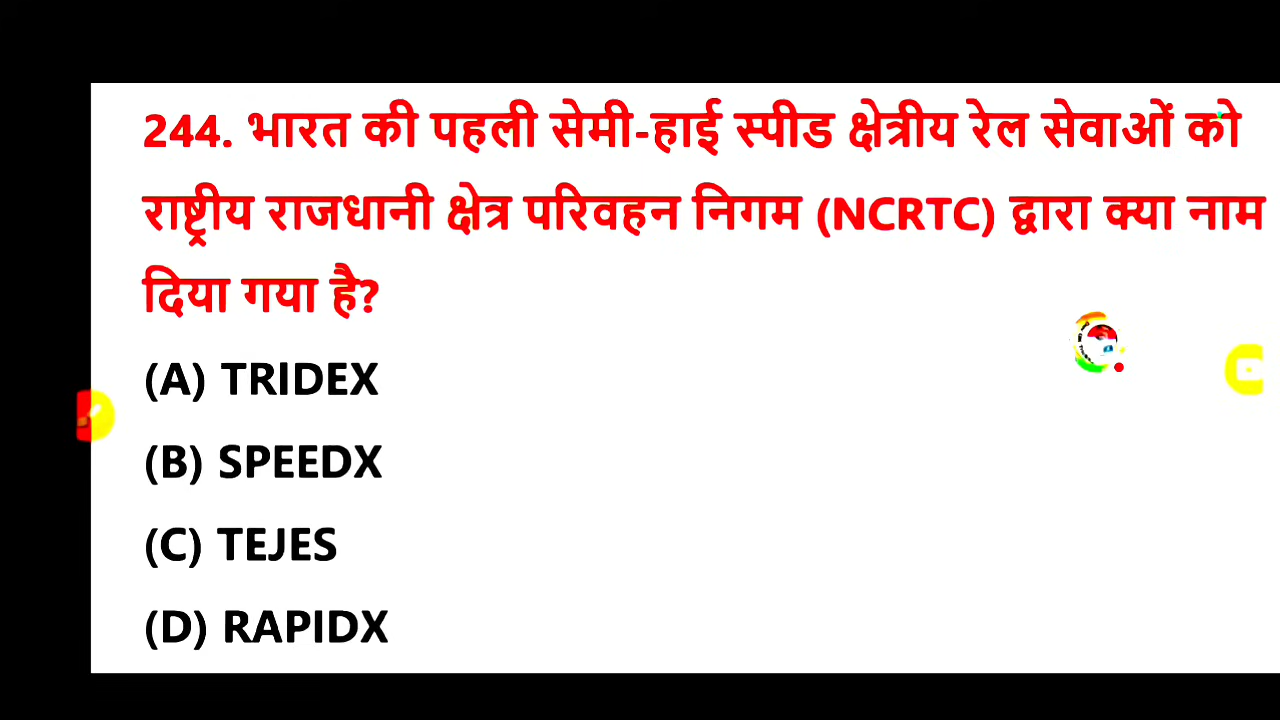 244. भारत की पहली सेमी-हाई स्पीड क्षेत्रीय रेल सेवाओं को
राष्ट्रीय राजधानी क्षेत्र परिवहन निगम (NCRTC) द्वारा क्या नाम
दिया गया है?
(A) TRIDEX
(B) SPEEDX
(C) TEJES
(D) RAPIDX